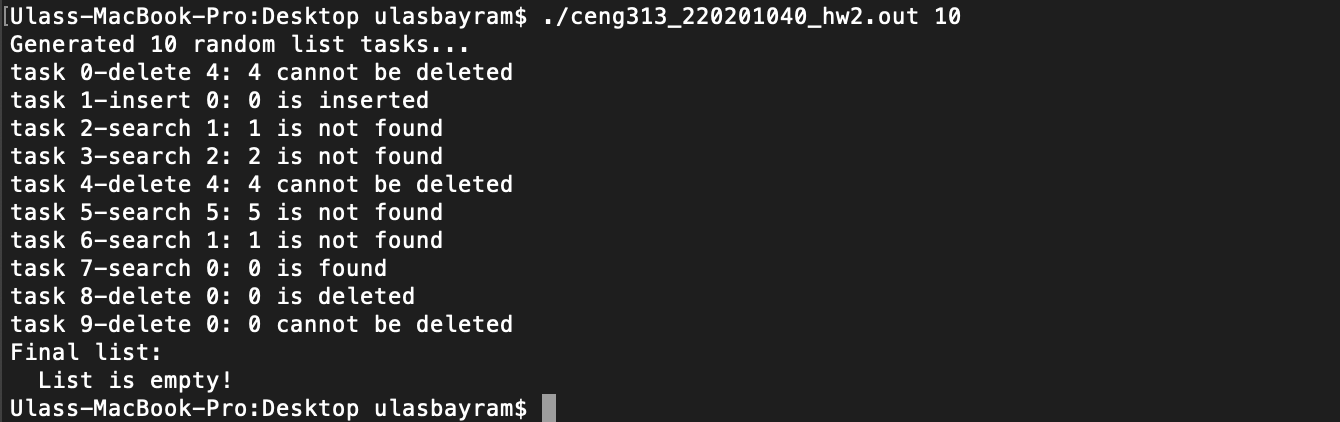 [Ulass-MacBook-Pro:Desktop ulasbayram$ ./ceng313_220201040_hw2.out 10
Generated 10 random list tasks...
task 0-delete 4: 4 cannot be deleted
task 1-insert 0: 0 is inserted
task 2-search 1: 1 is not found
task 3-search 2: 2 is not found
task 4-delete 4: 4 cannot be deleted
task 5-search 5: 5 is not found
task 6-search 1: 1 is not found
task 7-search 0: 0 is found
task 8-delete 0: 0 is deleted
task 9-delete 0: 0 cannot be deleted
Final list:
  List is empty!
Ulass-MacBook-Pro:Desktop ulasbayram$